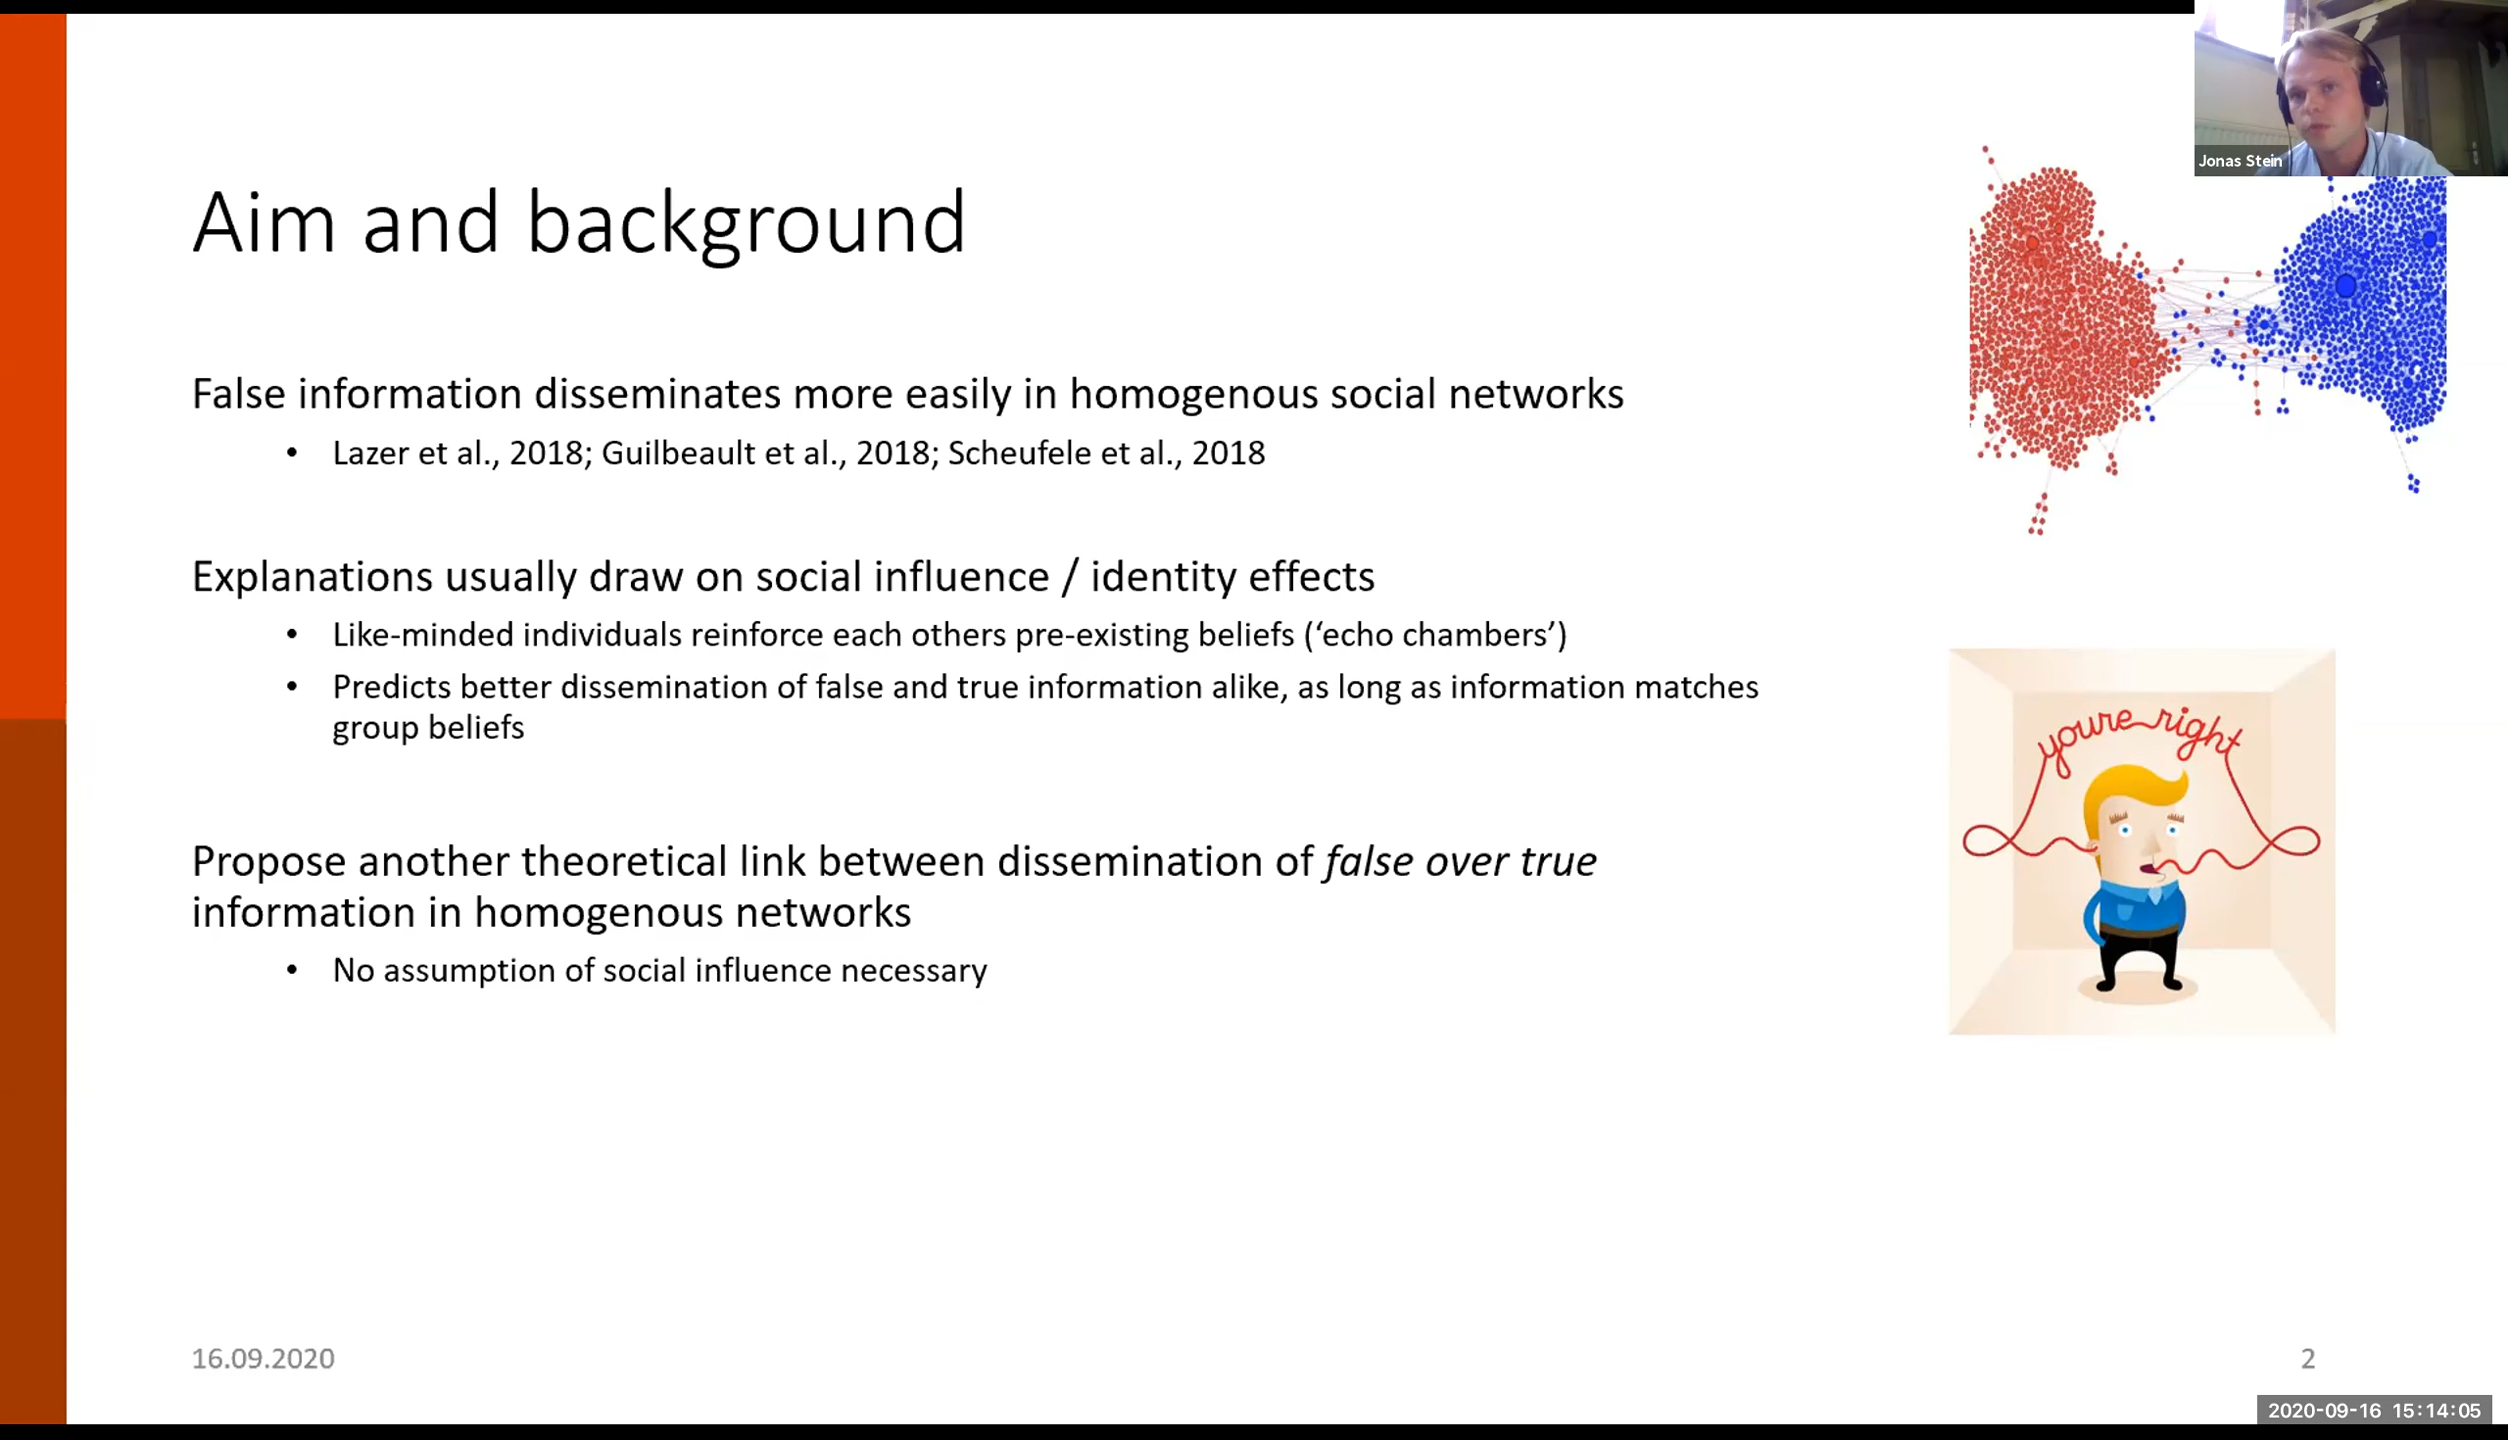 Jonas Stein
Aim and background
False information disseminates more easily in homogenous social networks
• Lazer et al., 2018; Guilbeault et al., 2018; Scheufele et al., 2018
Explanations usually draw on social influence / identity effects
• Like-minded individuals reinforce each others pre-existing beliefs (‘echo chambers’)
• Predicts better dissemination of false and true information alike, as long as information matches
group beliefs
you're right
Propose another theoretical link between dissemination of false over true
information in homogenous networks
• No assumption of social influence necessary
16.09.2020
2
2020-09-16 15:14:05